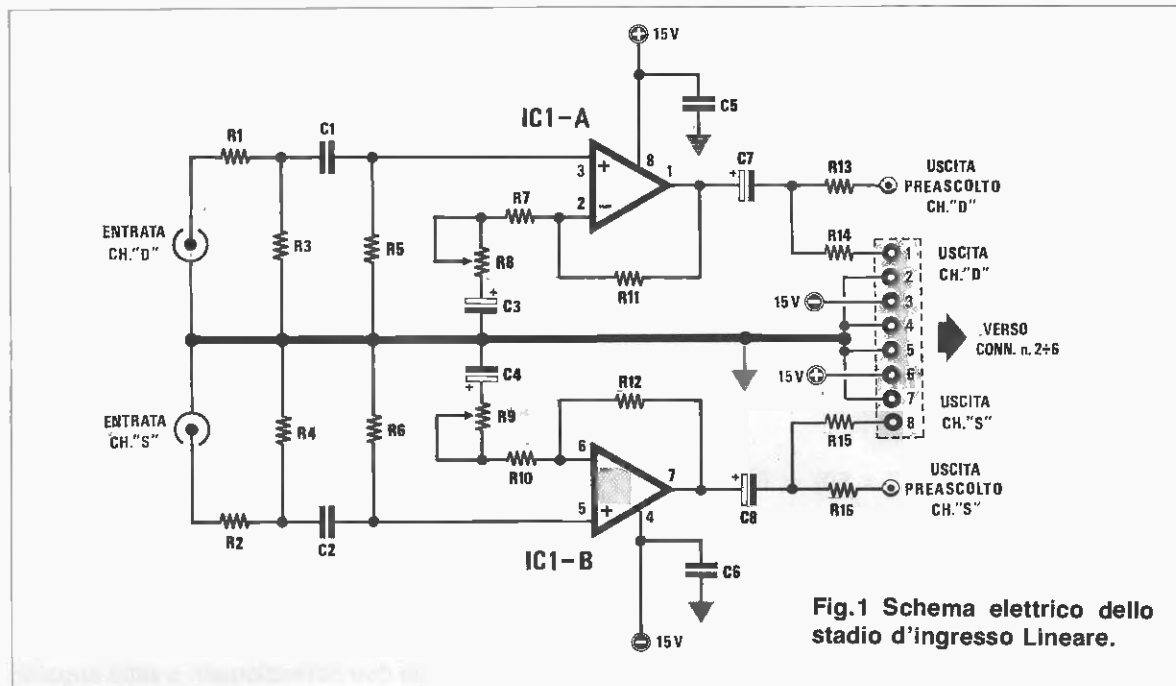 15 V
C5
IC1-A
R1
C1
3
+
8
1
2
−
C7
+
R13
USCITA
PREASCOLTO
CH."D"
R7
ENTRATA
CH."D"
R3
R5
R8
+
C3
R11
R14
1
USCITA
CH."D"
2
15V
3
4
5
VERSO
CONN. n. 2÷6
15V
6
7
USCITA
CH."S"
8
C4
+
R9
R12
ENTRATA
CH."S"
R4
R6
R10
6
7
5
+
4
+
C8
R15
R16
USCITA
PREASCOLTO
CH."S"
R2
C2
IC1-B
C6
15 V
Fig.1 Schema elettrico dello
stadio d'ingresso Lineare.